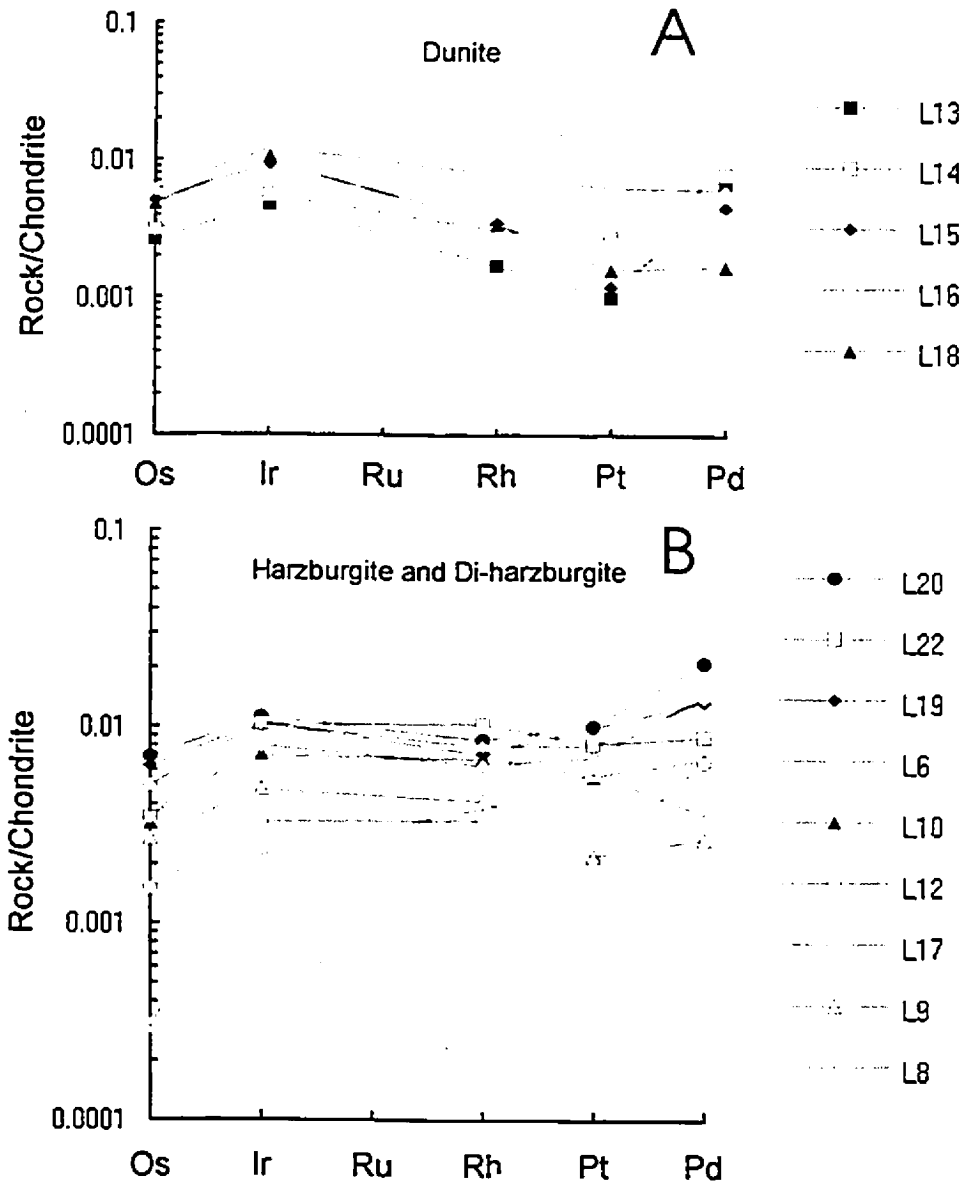 A
Dunite
0.1
0.01
0.001
0.0001
Rock/Chondrite
Os Ir Ru Rh Pt Pd
L13
L14
L15
L16
L18
B
Harzburgite and Di-harzburgite
0.1
0.01
0.001
0.0001
Rock/Chondrite
Os Ir Ru Rh Pt Pd
L20
L22
L19
L6
L10
L12
L17
L9
L8